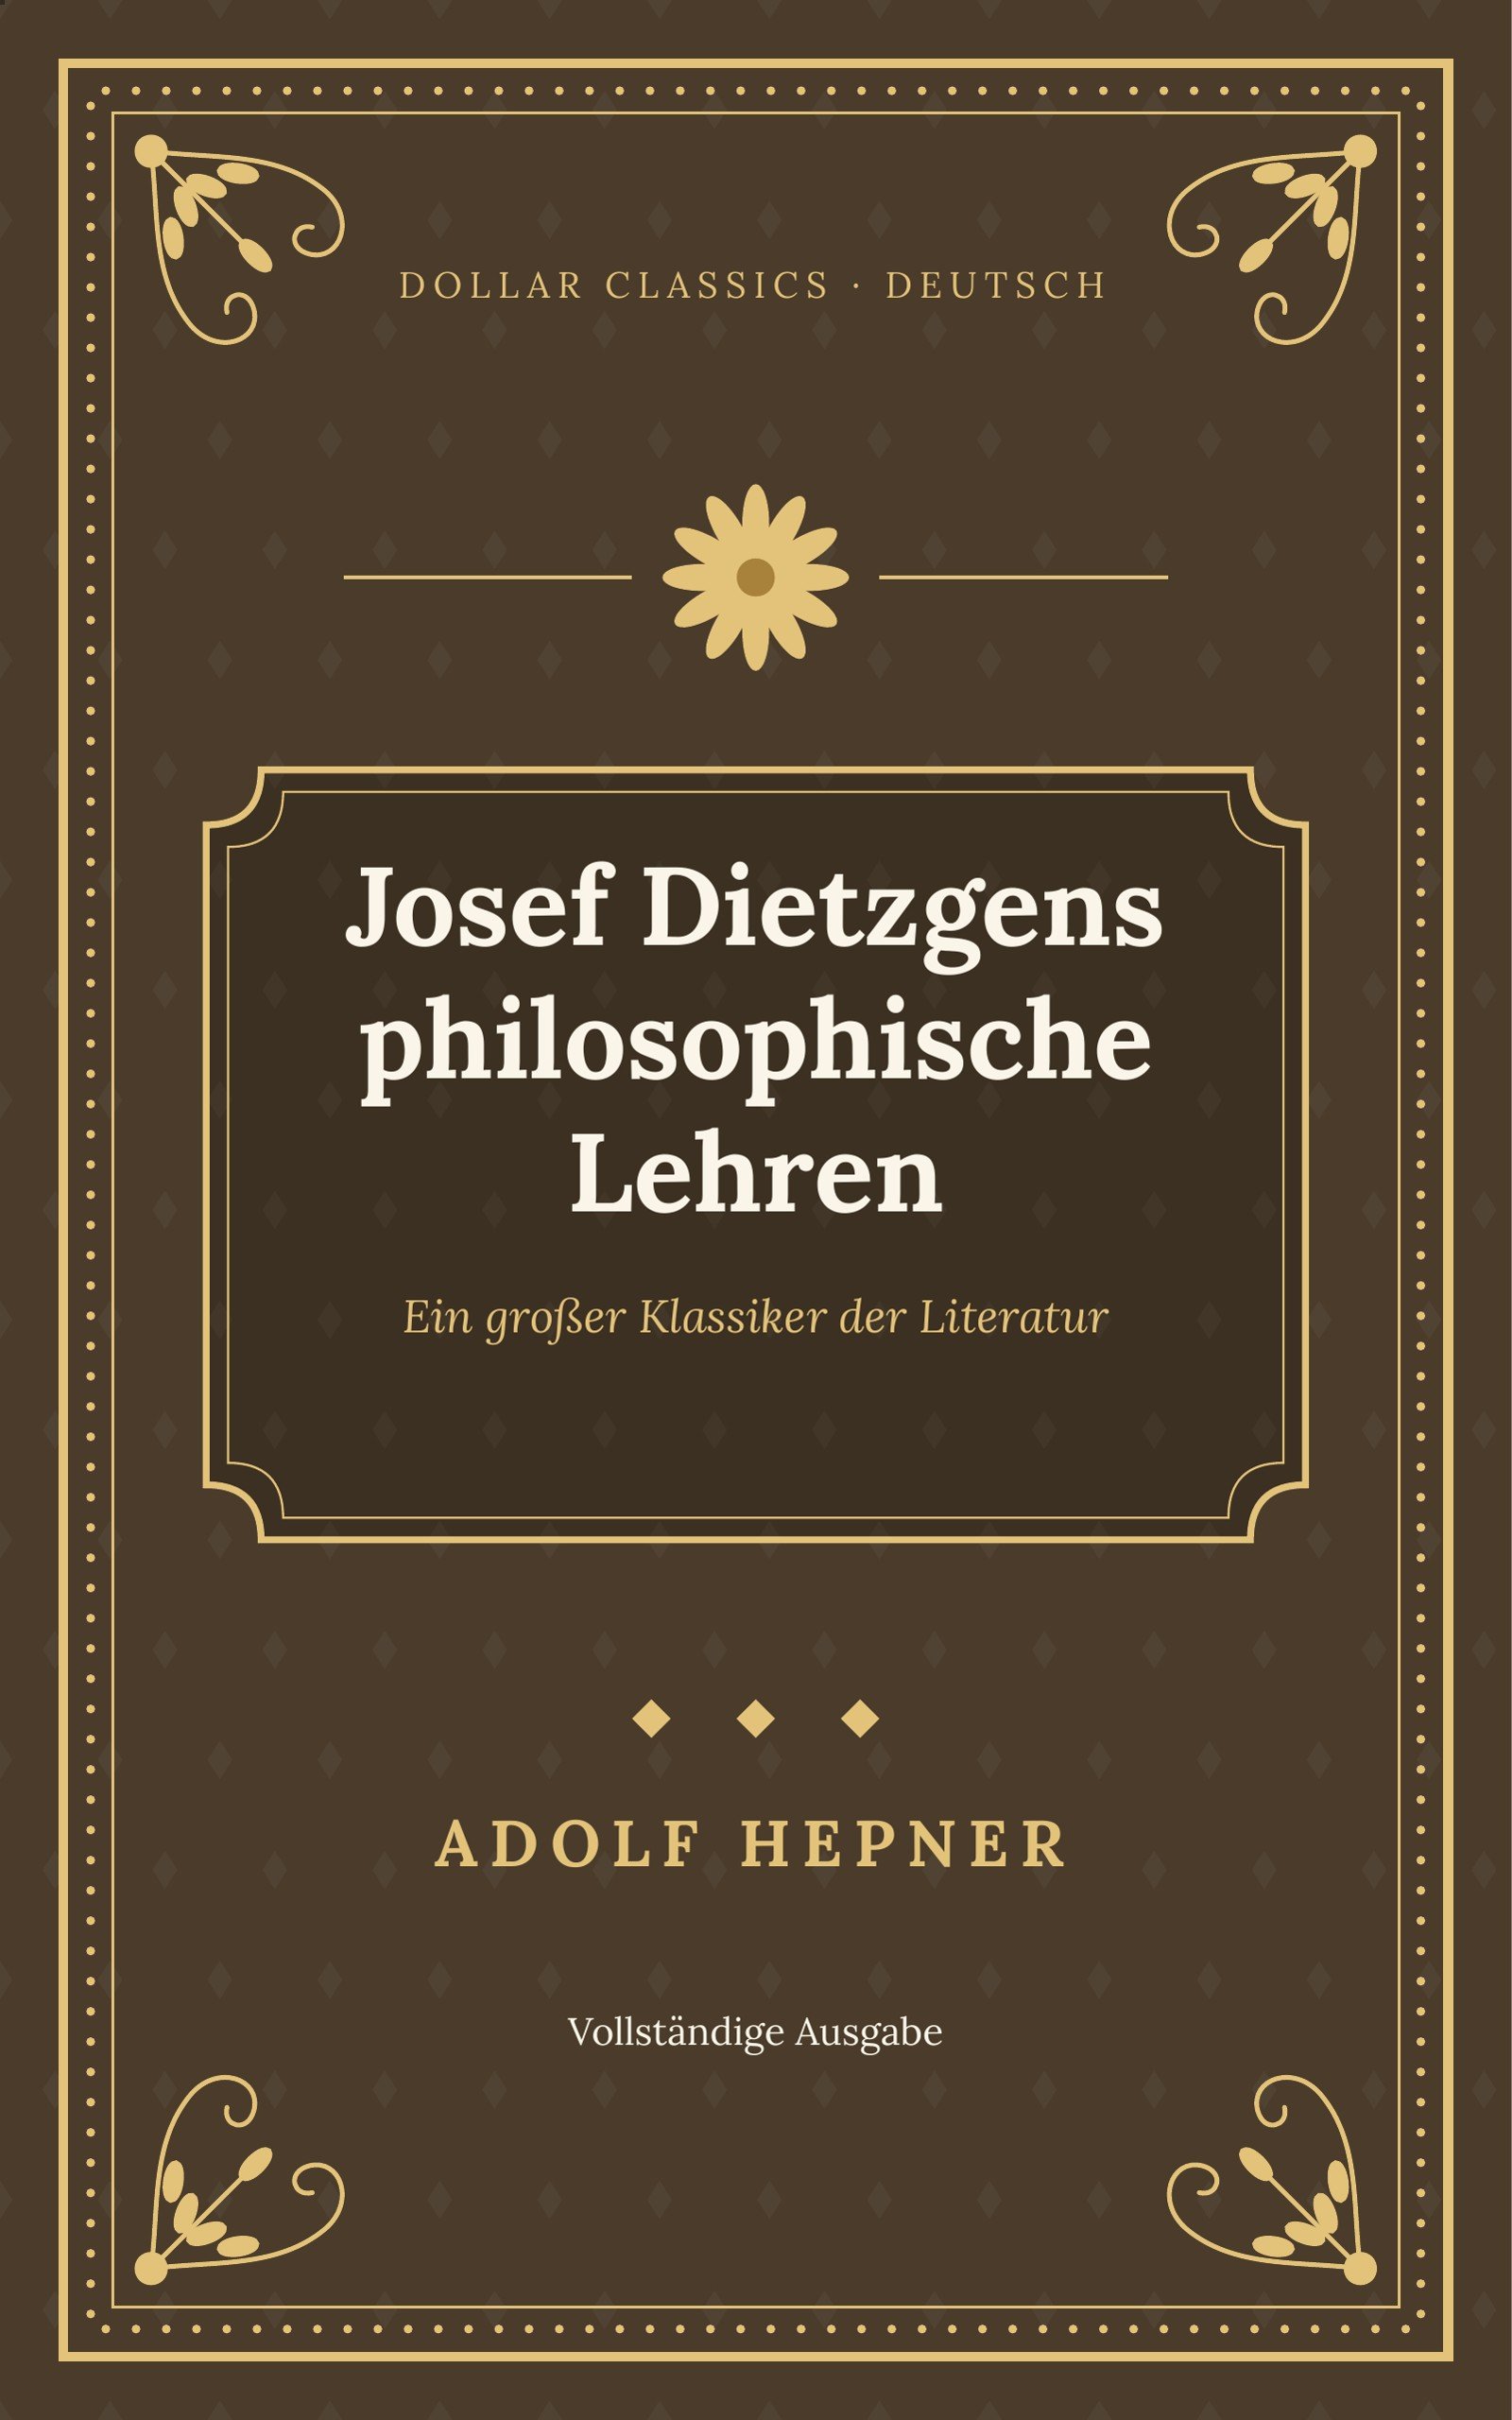 DOLLAR CLASSICS · DEUTSCH
Josef Dietzgens
philosophische
Lehren
Ein großer Klassiker der Literatur
ADOLF HEPNER
Vollständige Ausgabe